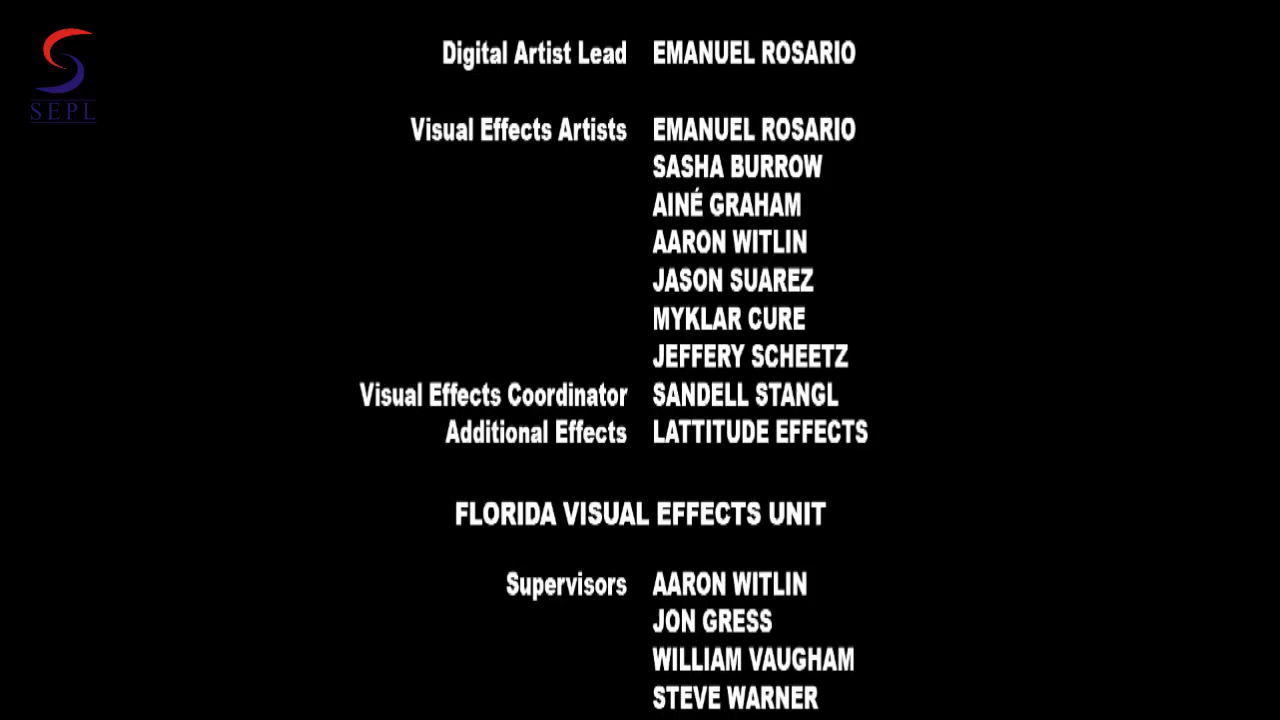 SEPL
Digital Artist Lead EMANUEL ROSARIO
Visual Effects Artists EMANUEL ROSARIO
SASHA BURROW
AINÉ GRAHAM
AARON WITLIN
JASON SUAREZ
MYKLAR CURE
JEFFERY SCHEETZ
Visual Effects Coordinator SANDELL STANGL
Additional Effects LATTITUDE EFFECTS
FLORIDA VISUAL EFFECTS UNIT
Supervisors AARON WITLIN
JON GRESS
WILLIAM VAUGHAM
STEVE WARNER